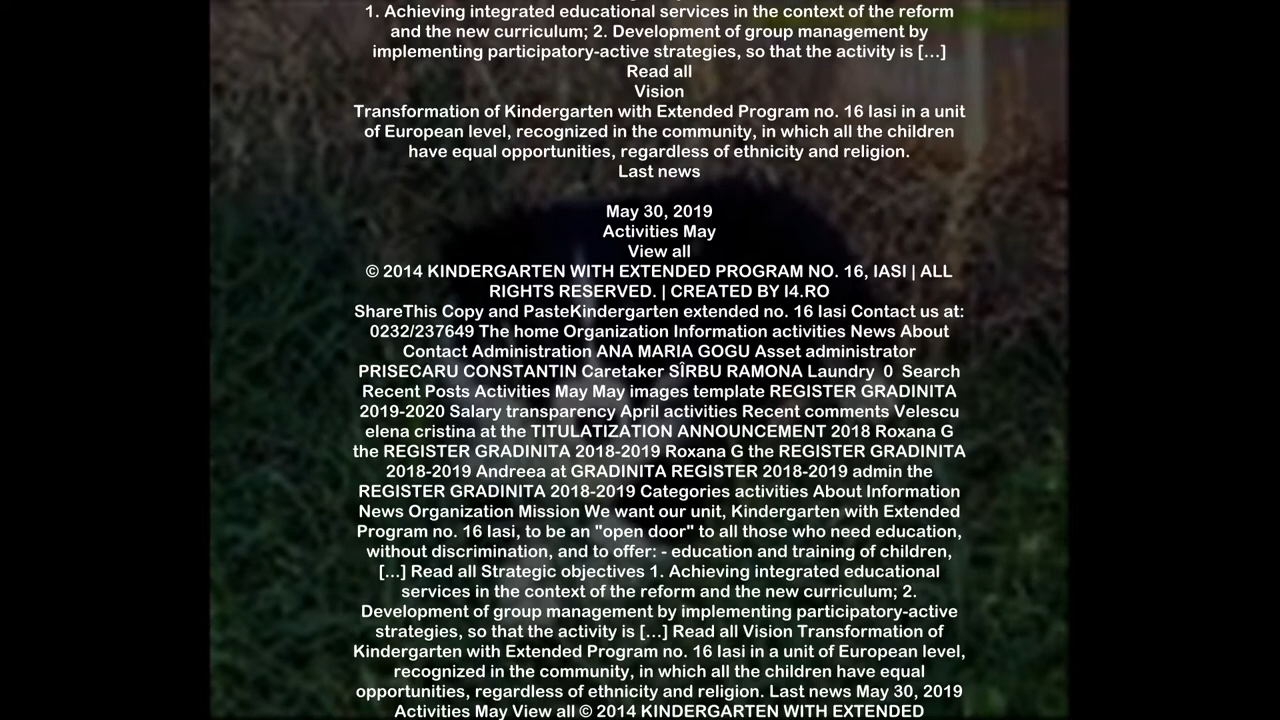 1. Achieving integrated educational services in the context of the reform
and the new curriculum; 2. Development of group management by
implementing participatory-active strategies, so that the activity is [...]
Read all
Vision
Transformation of Kindergarten with Extended Program no. 16 Iasi in a unit
of European level, recognized in the community, in which all the children
have equal opportunities, regardless of ethnicity and religion.
Last news
May 30, 2019
Activities May
View all
© 2014 KINDERGARTEN WITH EXTENDED PROGRAM NO. 16, IASI | ALL
RIGHTS RESERVED. | CREATED BY I4.RO
ShareThis Copy and PasteKindergarten extended no. 16 Iasi Contact us at:
0232/237649 The home Organization Information activities News About
Contact Administration ANA MARIA GOGU Asset administrator
PRISECARU CONSTANTIN Caretaker SÎRBU RAMONA Laundry 0 Search
Recent Posts Activities May May images template REGISTER GRADINITA
2019-2020 Salary transparency April activities Recent comments Velescu
elena cristina at the TITULATIZATION ANNOUNCEMENT 2018 Roxana G
the REGISTER GRADINITA 2018-2019 Roxana G the REGISTER GRADINITA
2018-2019 Andreea at GRADINITA REGISTER 2018-2019 admin the
REGISTER GRADINITA 2018-2019 Categories activities About Information
News Organization Mission We want our unit, Kindergarten with Extended
Program no. 16 Iasi, to be an "open door" to all those who need education,
without discrimination, and to offer: - education and training of children,
[...] Read all Strategic objectives 1. Achieving integrated educational
services in the context of the reform and the new curriculum; 2.
Development of group management by implementing participatory-active
strategies, so that the activity is [...] Read all Vision Transformation of
Kindergarten with Extended Program no. 16 Iasi in a unit of European level,
recognized in the community, in which all the children have equal
opportunities, regardless of ethnicity and religion. Last news May 30, 2019
Activities May View all © 2014 KINDERGARTEN WITH EXTENDED